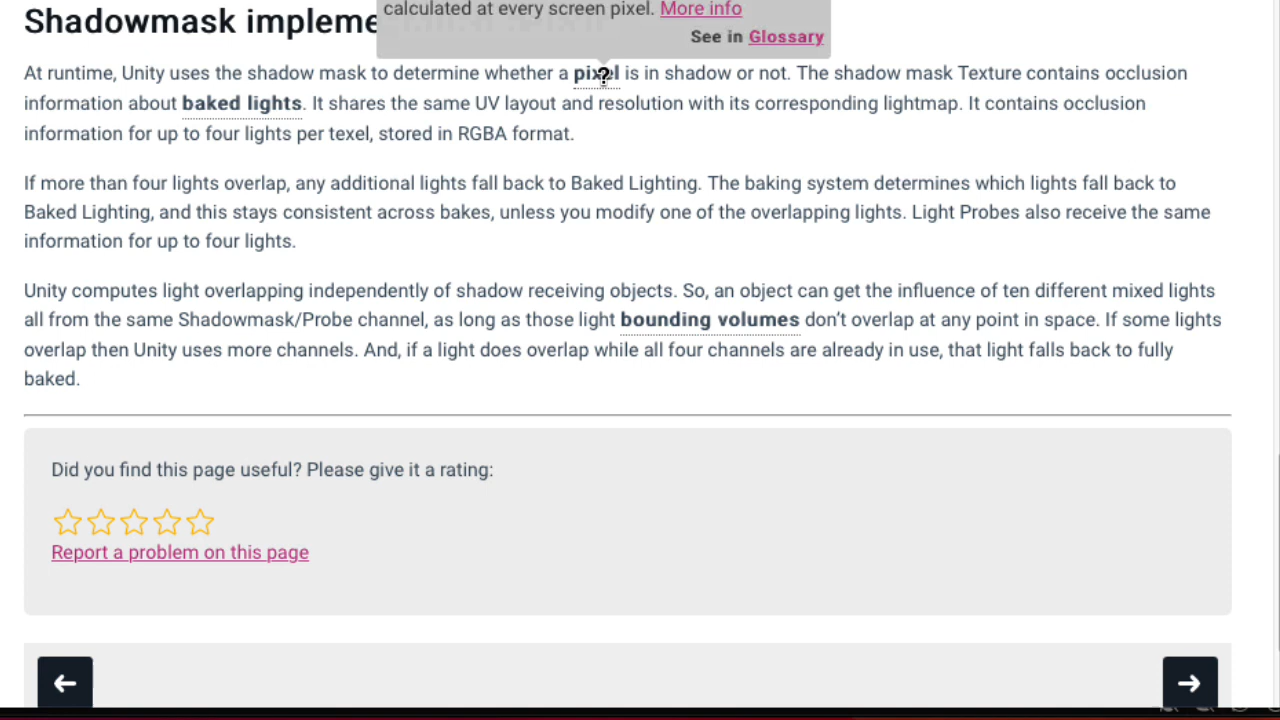 calculated at every screen pixel. More info
See in Glossary
Shadowmask
At runtime, Unity uses the shadow mask to determine whether a pixel is in shadow or not. The shadow mask Texture contains occlusion
information about baked lights. It shares the same UV layout and resolution with its corresponding lightmap. It contains occlusion
information for up to four lights per texel, stored in RGBA format.
If more than four lights overlap, any additional lights fall back to Baked Lighting. The baking system determines which lights fall back to
Baked Lighting, and this stays consistent across bakes, unless you modify one of the overlapping lights. Light Probes also receive the same
information for up to four lights.
Unity computes light overlapping independently of shadow receiving objects. So, an object can get the influence of ten different mixed lights
all from the same Shadowmask/Probe channel, as long as those light bounding volumes don’t overlap at any point in space. If some lights
overlap then Unity uses more channels. And, if a light does overlap while all four channels are already in use, that light falls back to fully
baked.
Did you find this page useful? Please give it a rating:
Report a problem on this page